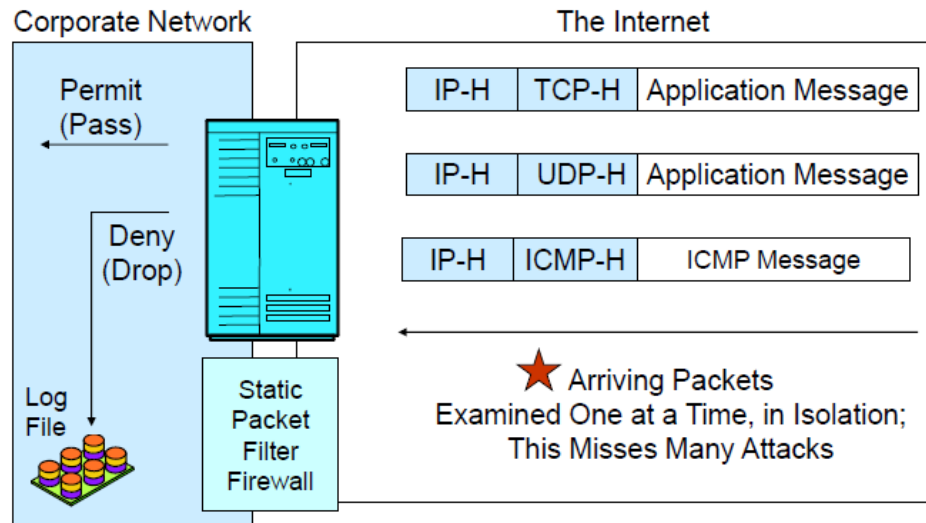 Corporate Network
The Internet
Permit
(Pass)
Deny
(Drop)
Log
File
Static
Packet
Filter
Firewall
IP-H TCP-H Application Message
IP-H UDP-H Application Message
IP-H ICMP-H ICMP Message
Arriving Packets
Examined One at a Time, in Isolation;
This Misses Many Attacks